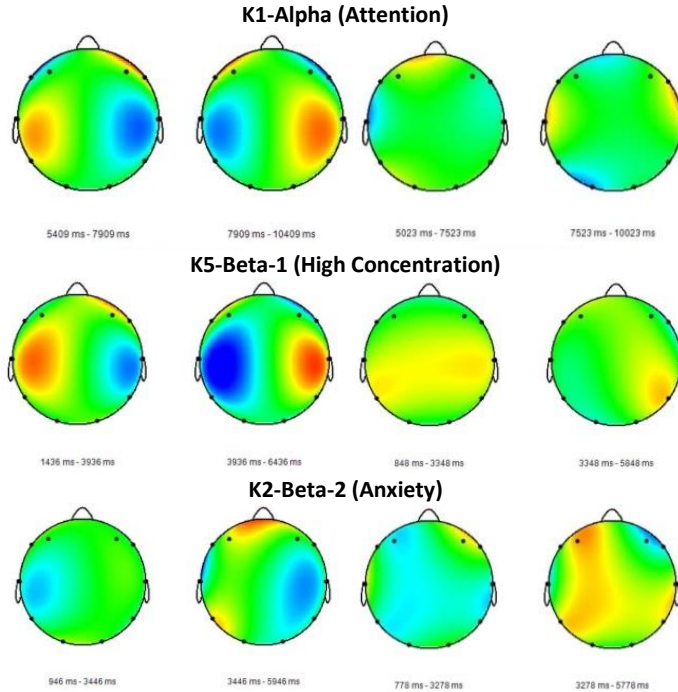 K1-Alpha (Attention)
5409 ms - 7909 ms
7909 ms - 10409 ms
5023 ms - 7523 ms
7523 ms - 10023 ms
K5-Beta-1 (High Concentration)
1436 ms - 3936 ms
3936 ms - 6436 ms
848 ms - 3348 ms
3348 ms - 5848 ms
K2-Beta-2 (Anxiety)
946 ms - 3446 ms
3446 ms - 5946 ms
778 ms - 3278 ms
3278 ms - 5778 ms